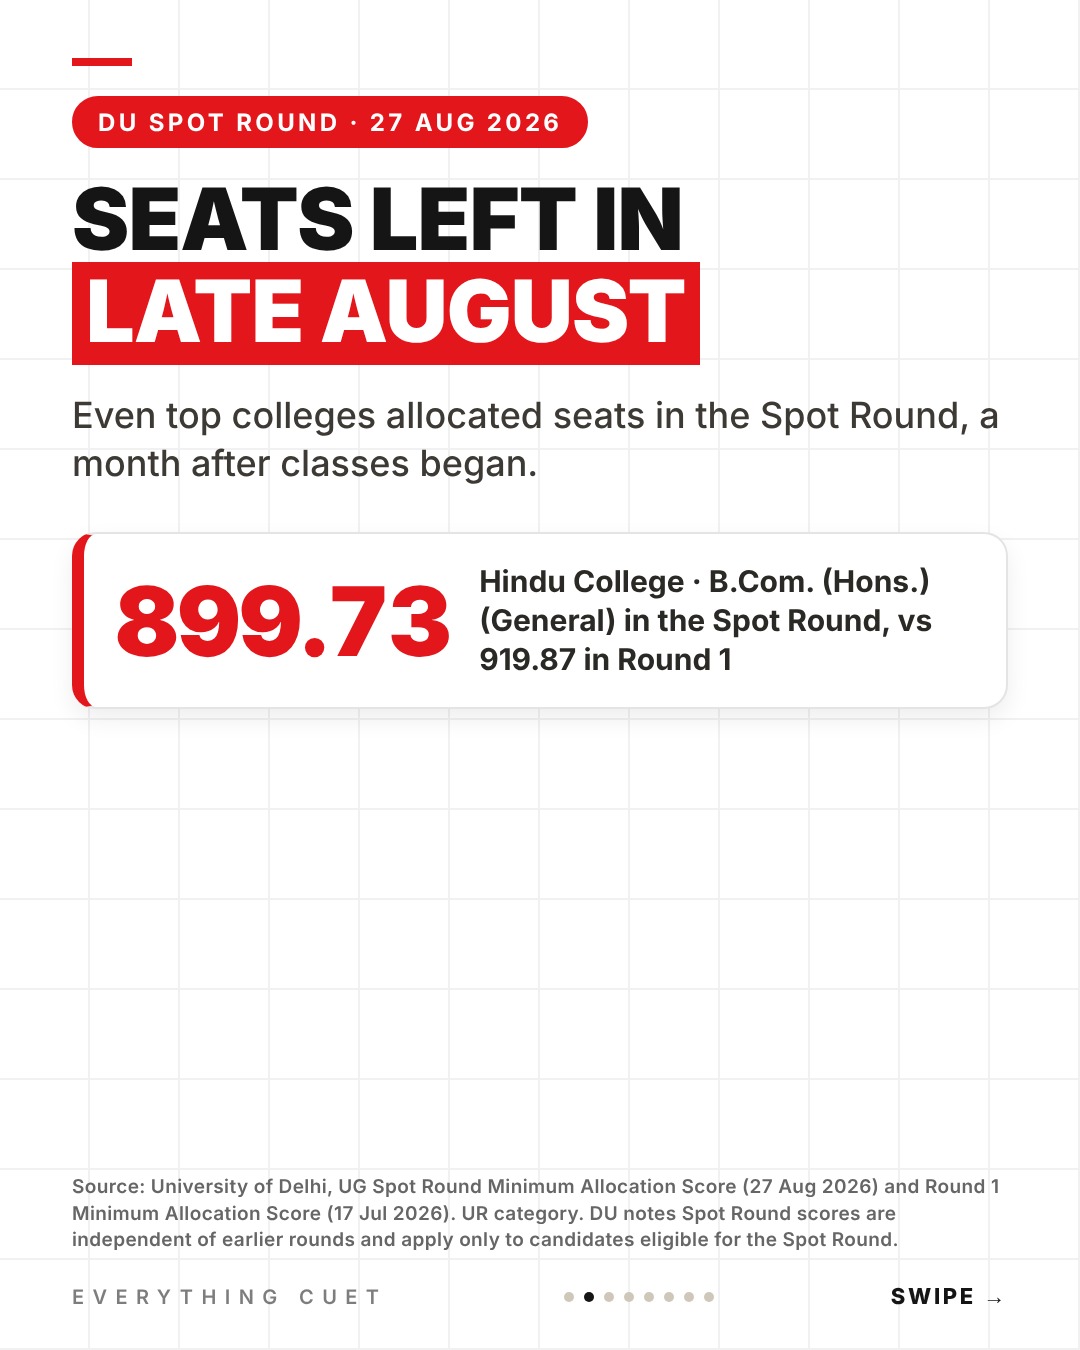 DU SPOT ROUND · 27 AUG 2026
SEATS LEFT IN
LATE AUGUST
Even top colleges allocated seats in the Spot Round, a
month after classes began.
899.73
Hindu College · B.Com. (Hons.)
(General) in the Spot Round, vs
919.87 in Round 1
Source: University of Delhi, UG Spot Round Minimum Allocation Score (27 Aug 2026) and Round 1
Minimum Allocation Score (17 Jul 2026). UR category. DU notes Spot Round scores are
independent of earlier rounds and apply only to candidates eligible for the Spot Round.
EVERYTHING CUET
SWIPE →